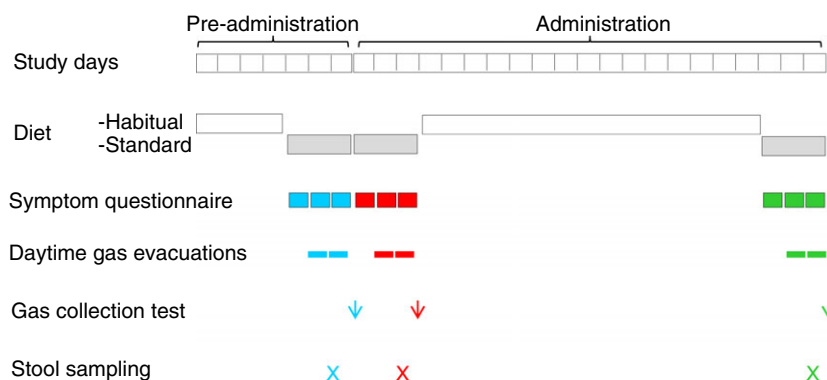 Pre-administration Administration
Study days
Diet -Habitual
-Standard
Symptom questionnaire
Daytime gas evacuations
Gas collection test
Stool sampling